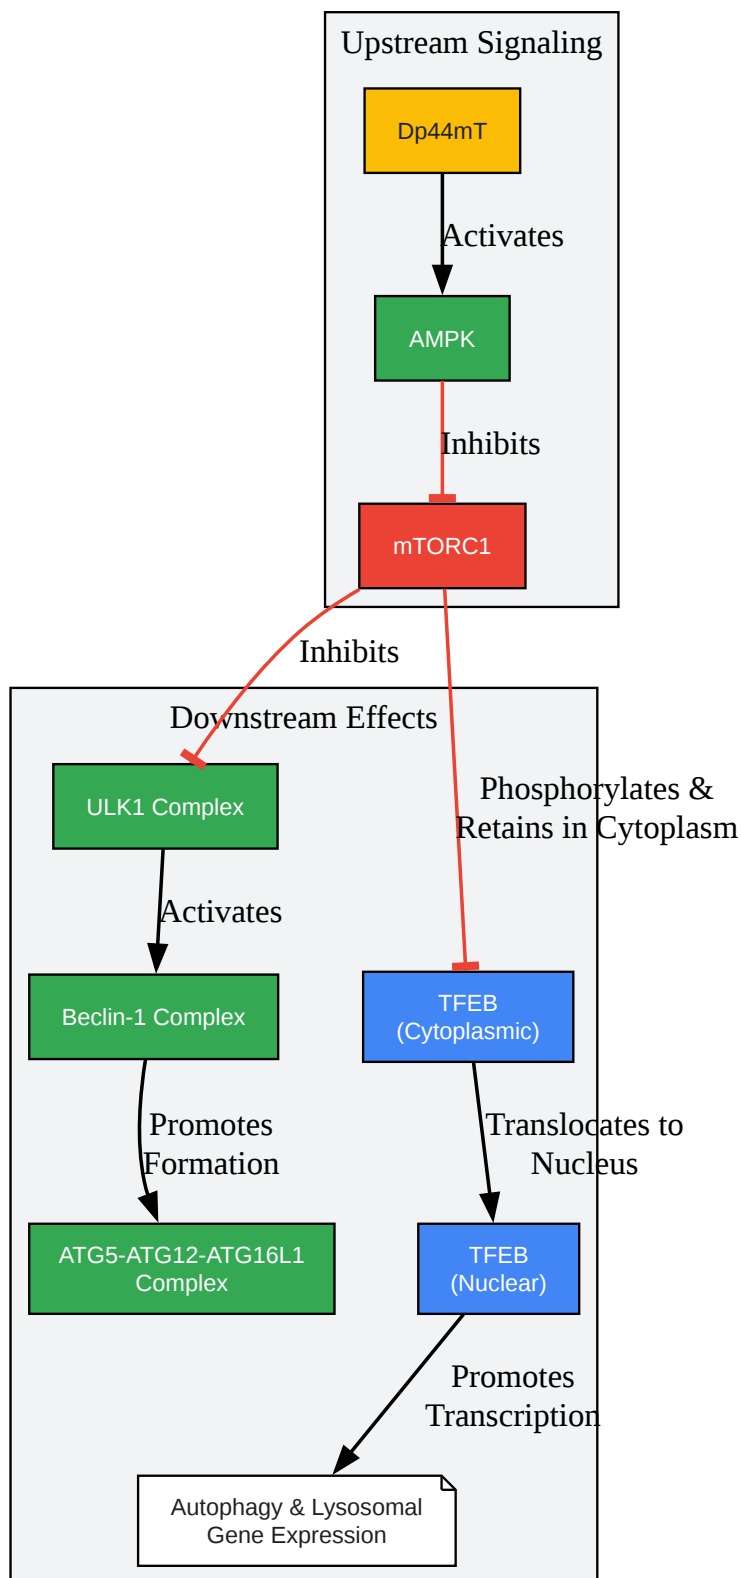 Upstream Signaling
Dp44mT
Activates
AMPK
Inhibits
mTORC1
Inhibits
Downstream Effects
Phosphorylates &
Retains in Cytoplasm
ULK1 Complex
Activates
Beclin-1 Complex
TFEB
(Cytoplasmic)
Promotes
Formation
Translocates to
Nucleus
ATG5-ATG12-ATG16L1
Complex
TFEB
(Nuclear)
Promotes
Transcription
Autophagy & Lysosomal
Gene Expression